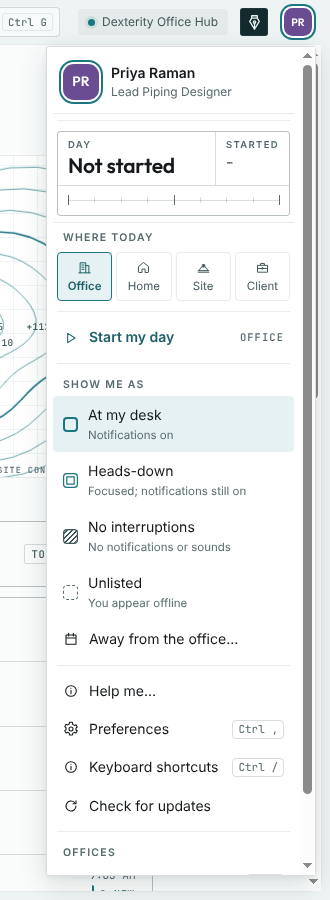 Ctrl G
Dexterity Office Hub
PR
PR
Priya Raman
Lead Piping Designer
DAY
Not started
STARTED
–
WHERE TODAY
Office
Home
Site
Client
Start my day
OFFICE
SHOW ME AS
At my desk
Notifications on
Heads-down
Focused; notifications still on
No interruptions
No notifications or sounds
Unlisted
You appear offline
Away from the office...
Help me...
Preferences
Ctrl ,
Keyboard shortcuts
Ctrl /
Check for updates
OFFICES
10
SITE CON
TO